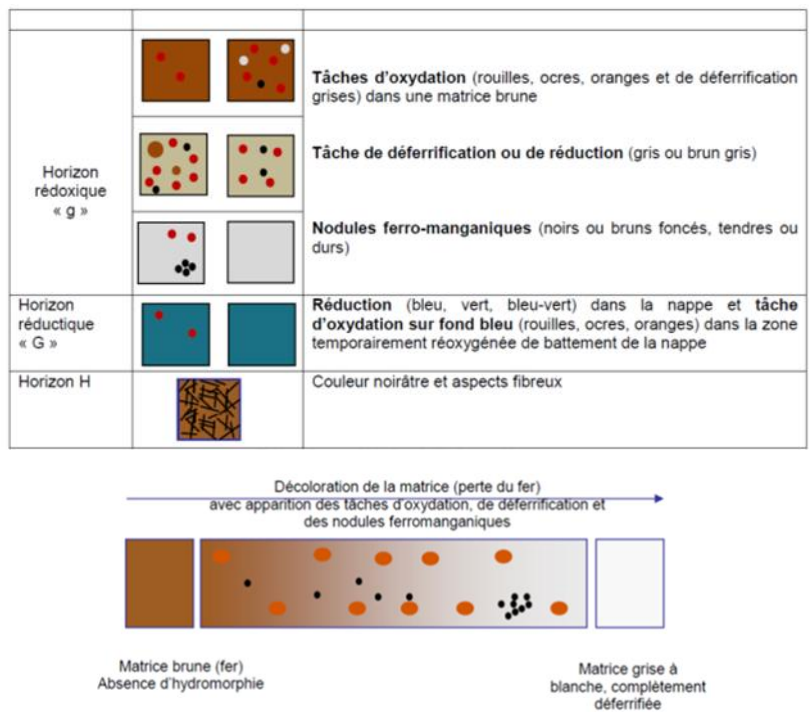 Tâches d'oxydation (rouilles, ocres, oranges et de déferrification
grises) dans une matrice brune
Horizon
rédoxique
« g »
Tâche de déferrification ou de réduction (gris ou brun gris)
Nodules ferro-manganiques (noirs ou bruns foncés, tendres ou
durs)
Horizon
réductique
« G »
Réduction (bleu, vert, bleu-vert) dans la nappe et tâche
d'oxydation sur fond bleu (rouilles, ocres, oranges) dans la zone
temporairement réoxygénée de battement de la nappe
Horizon H
Couleur noirâtre et aspects fibreux
Décoloration de la matrice (perte du fer)
avec apparition des tâches d'oxydation, de déferrification et
des nodules ferromanganiques
Matrice brune (fer)
Absence d'hydromorphie
Matrice grise à
blanche, complètement
déferrifiée